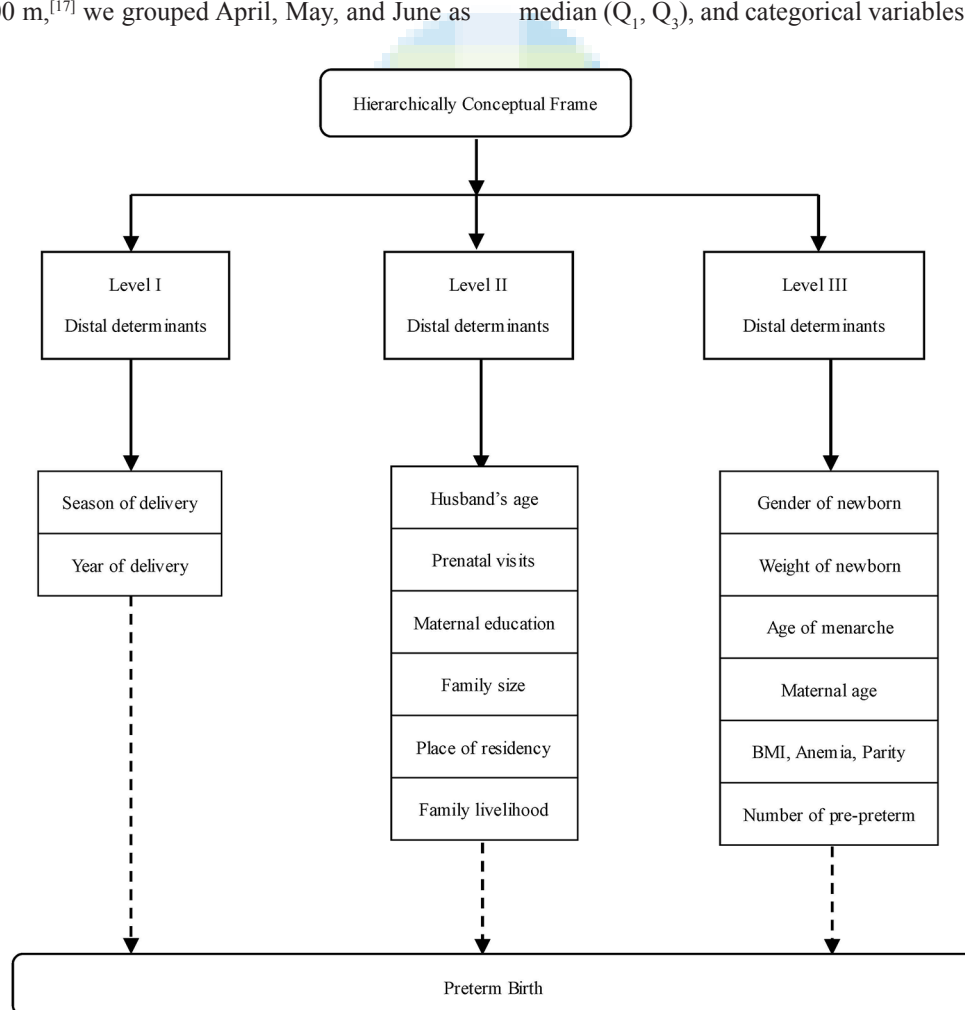 00 m,[17] we grouped April, May, and June as
median (Q1, Q3), and categorical variables
Hierarchically Conceptual Frame
Level I
Distal determinants
Level II
Distal determinants
Level III
Distal determinants
Season of delivery
Year of delivery
Husband's age
Prenatal visits
Maternal education
Family size
Place of residency
Family livelihood
Gender of newborn
Weight of newborn
Age of menarche
Maternal age
BMI, Anemia, Parity
Number of pre-preterm
Preterm Birth